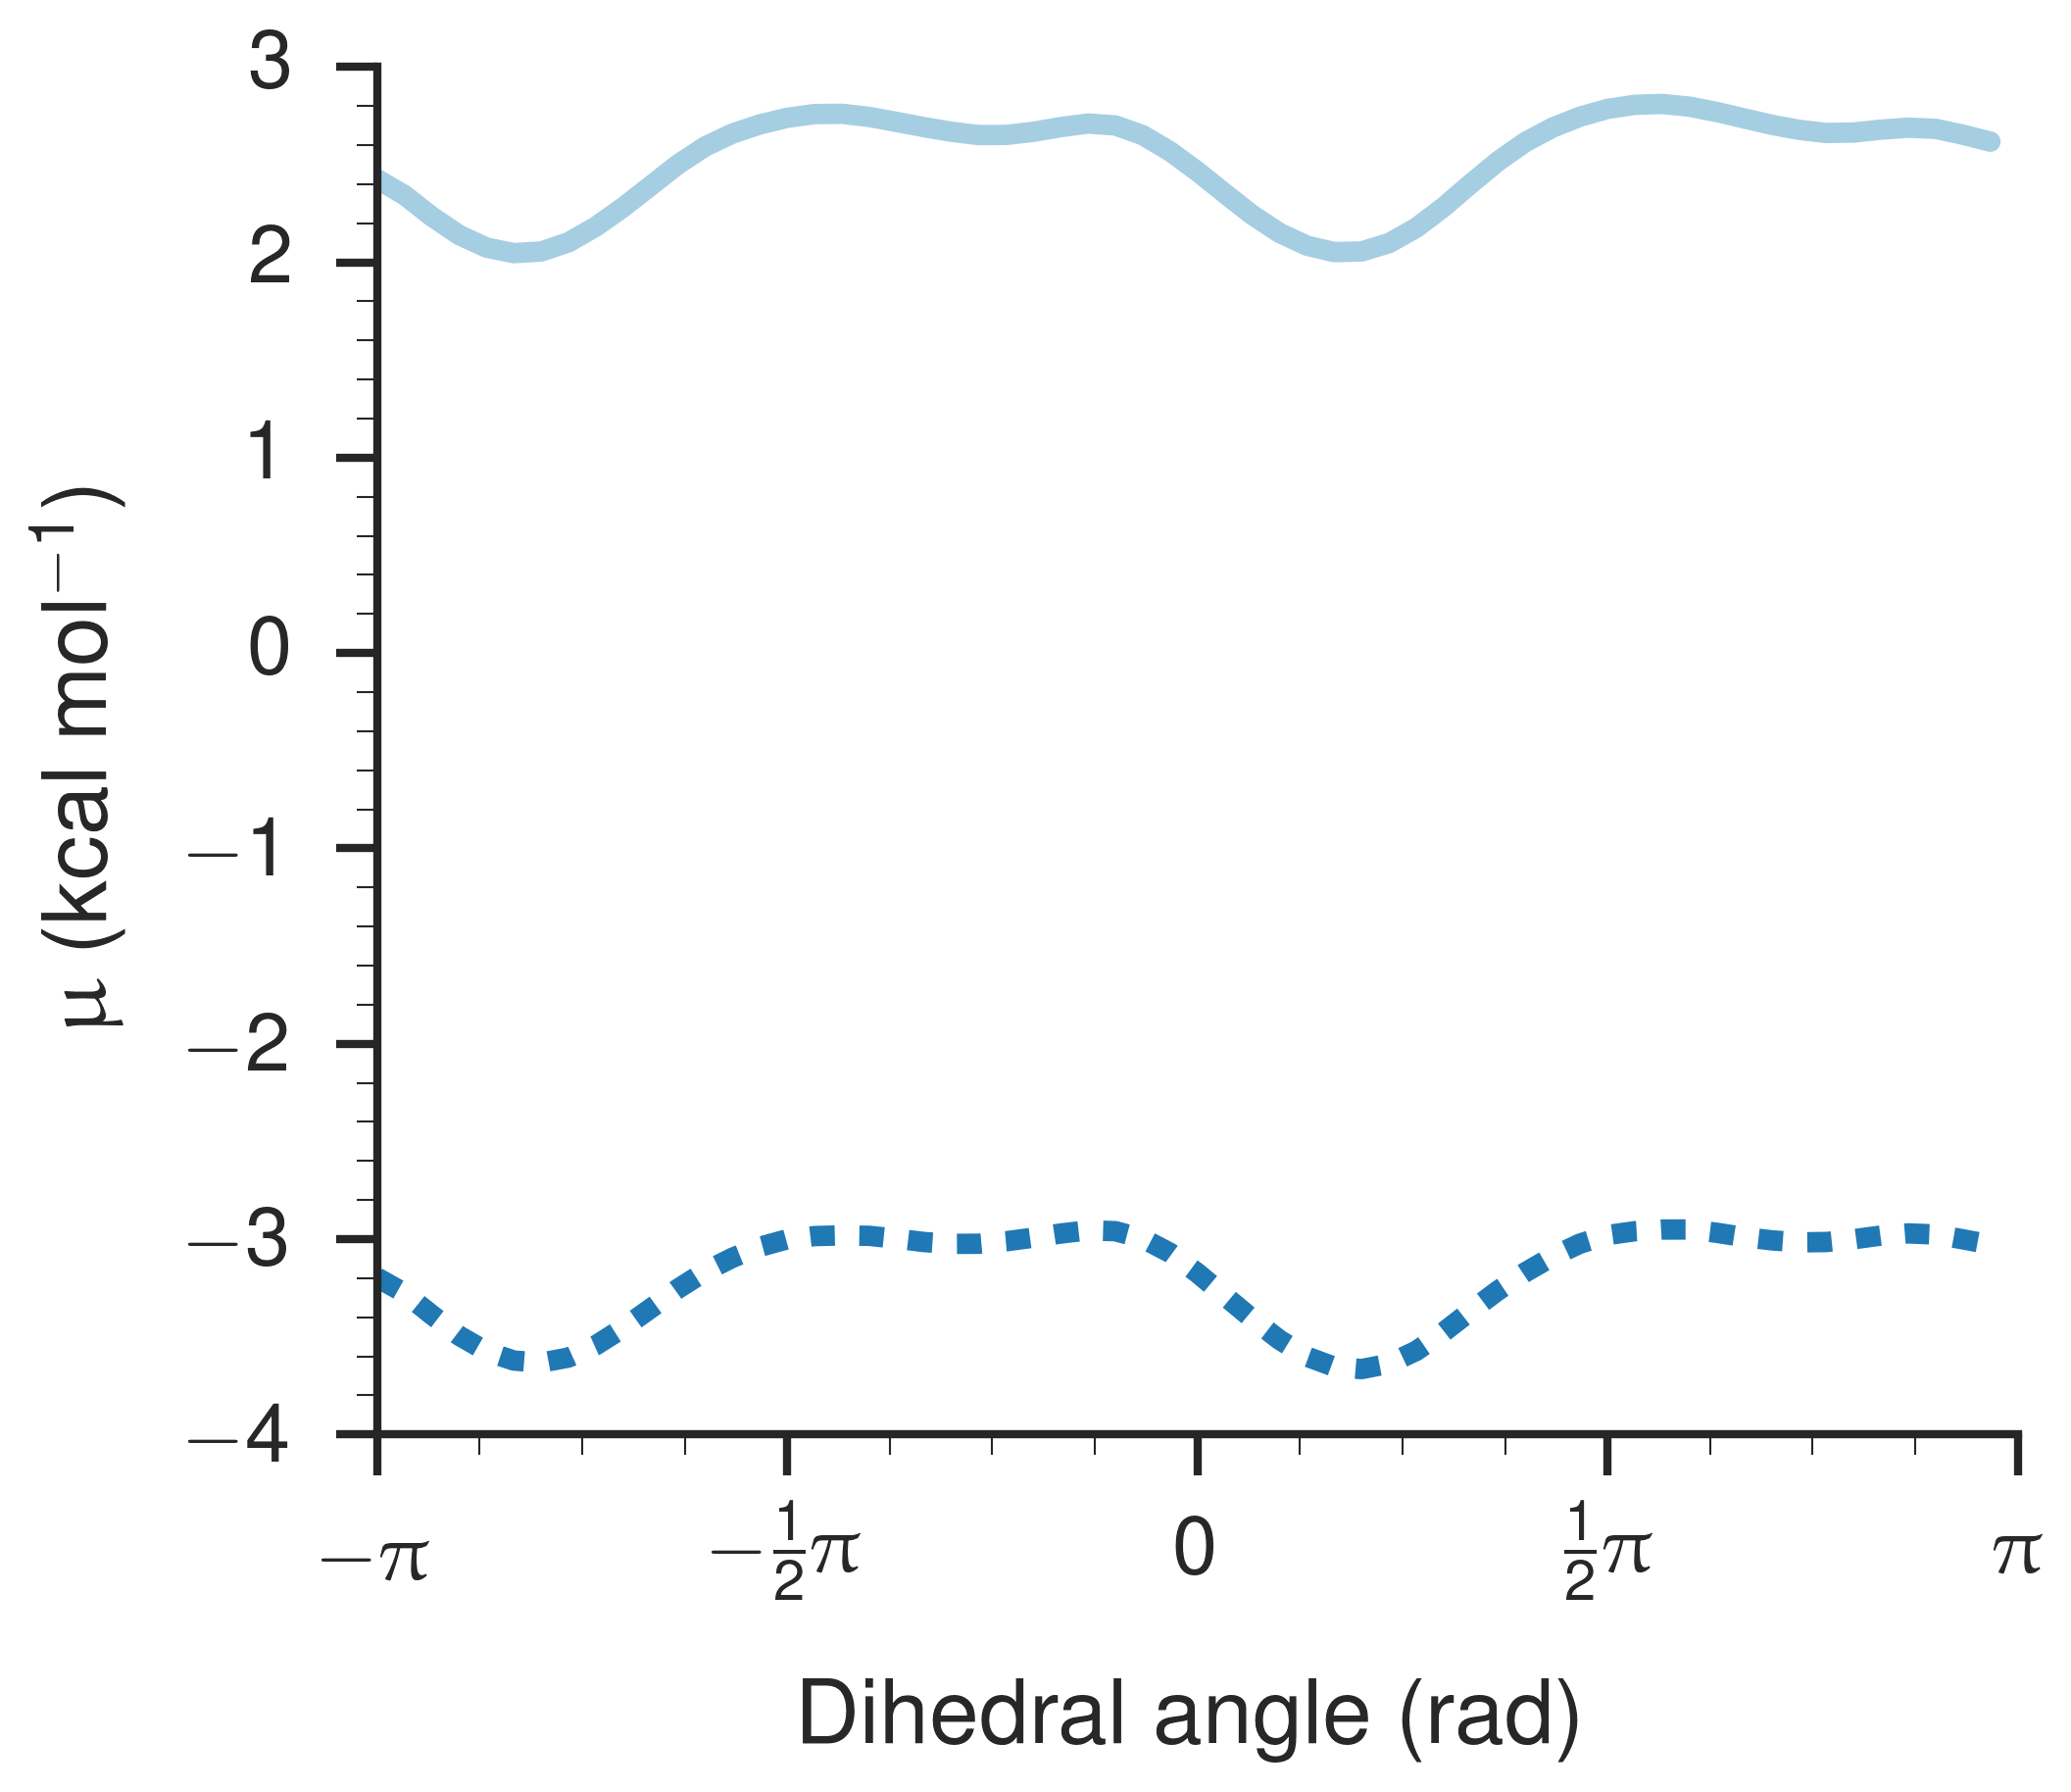 3
2
1
0
−1
−2
−3
−4
μ (kcal mol⁻¹)
−π
−½π
0
½π
π
Dihedral angle (rad)